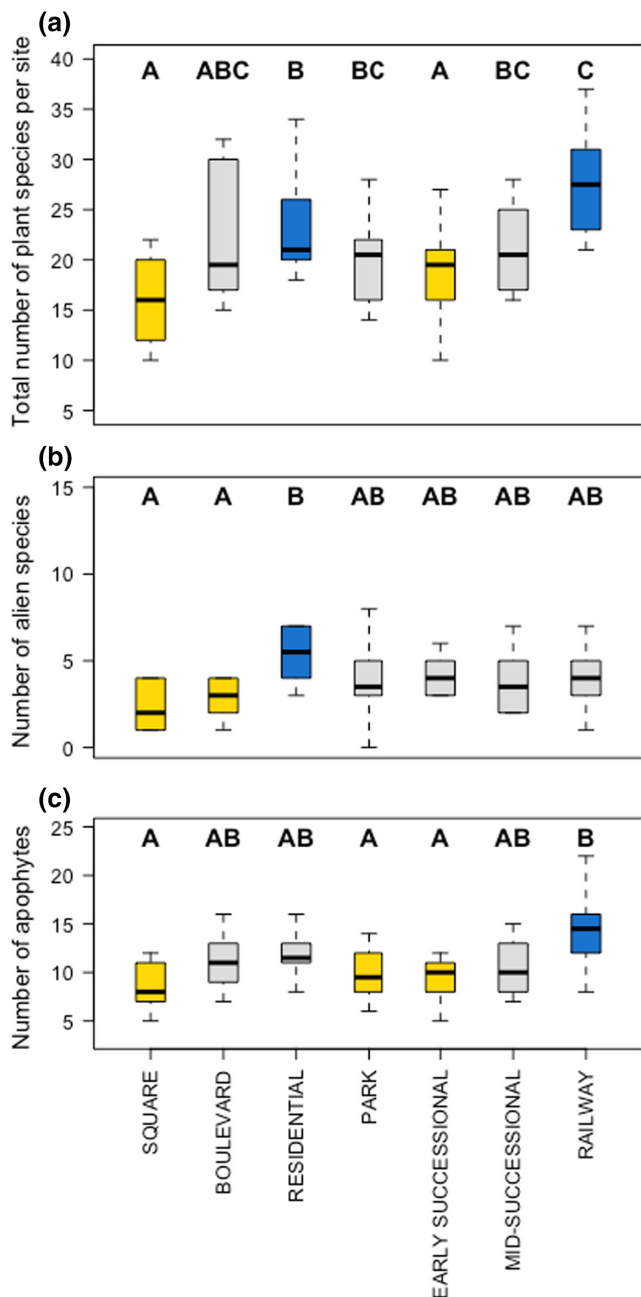 (a)
Total number of plant species per site
40
35
30
25
20
15
10
5
A ABC B BC A BC C
(b)
Number of alien species
15
10
5
0
A A B AB AB AB AB
(c)
Number of apophytes
25
20
15
10
5
A AB AB A A AB B
SQUARE
BOULEVARD
RESIDENTIAL
PARK
EARLY SUCCESSIONAL
MID-SUCCESSIONAL
RAILWAY